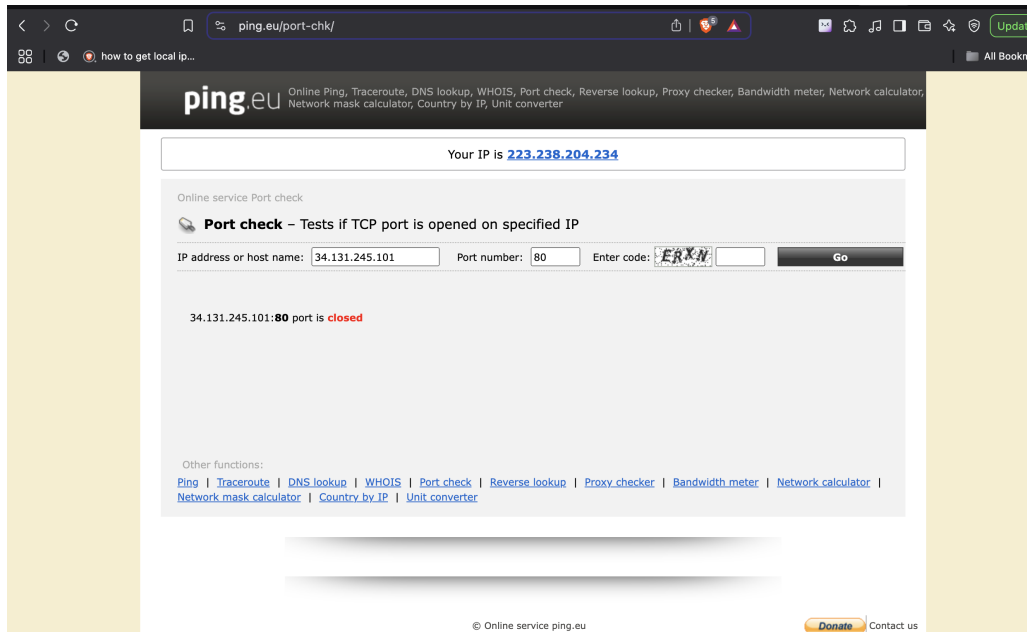 ping.eu/port-chk/
5
Updat
how to get local ip...
All Bookm
ping.eu
Online Ping, Traceroute, DNS lookup, WHOIS, Port check, Reverse lookup, Proxy checker, Bandwidth meter, Network calculator,
Network mask calculator, Country by IP, Unit converter
Your IP is 223.238.204.234
Online service Port check
Port check – Tests if TCP port is opened on specified IP
IP address or host name: 34.131.245.101 Port number: 80 Enter code: ERXN Go
34.131.245.101:80 port is closed
Other functions:
Ping | Traceroute | DNS lookup | WHOIS | Port check | Reverse lookup | Proxy checker | Bandwidth meter | Network calculator |
Network mask calculator | Country by IP | Unit converter
© Online service ping.eu
Donate Contact us